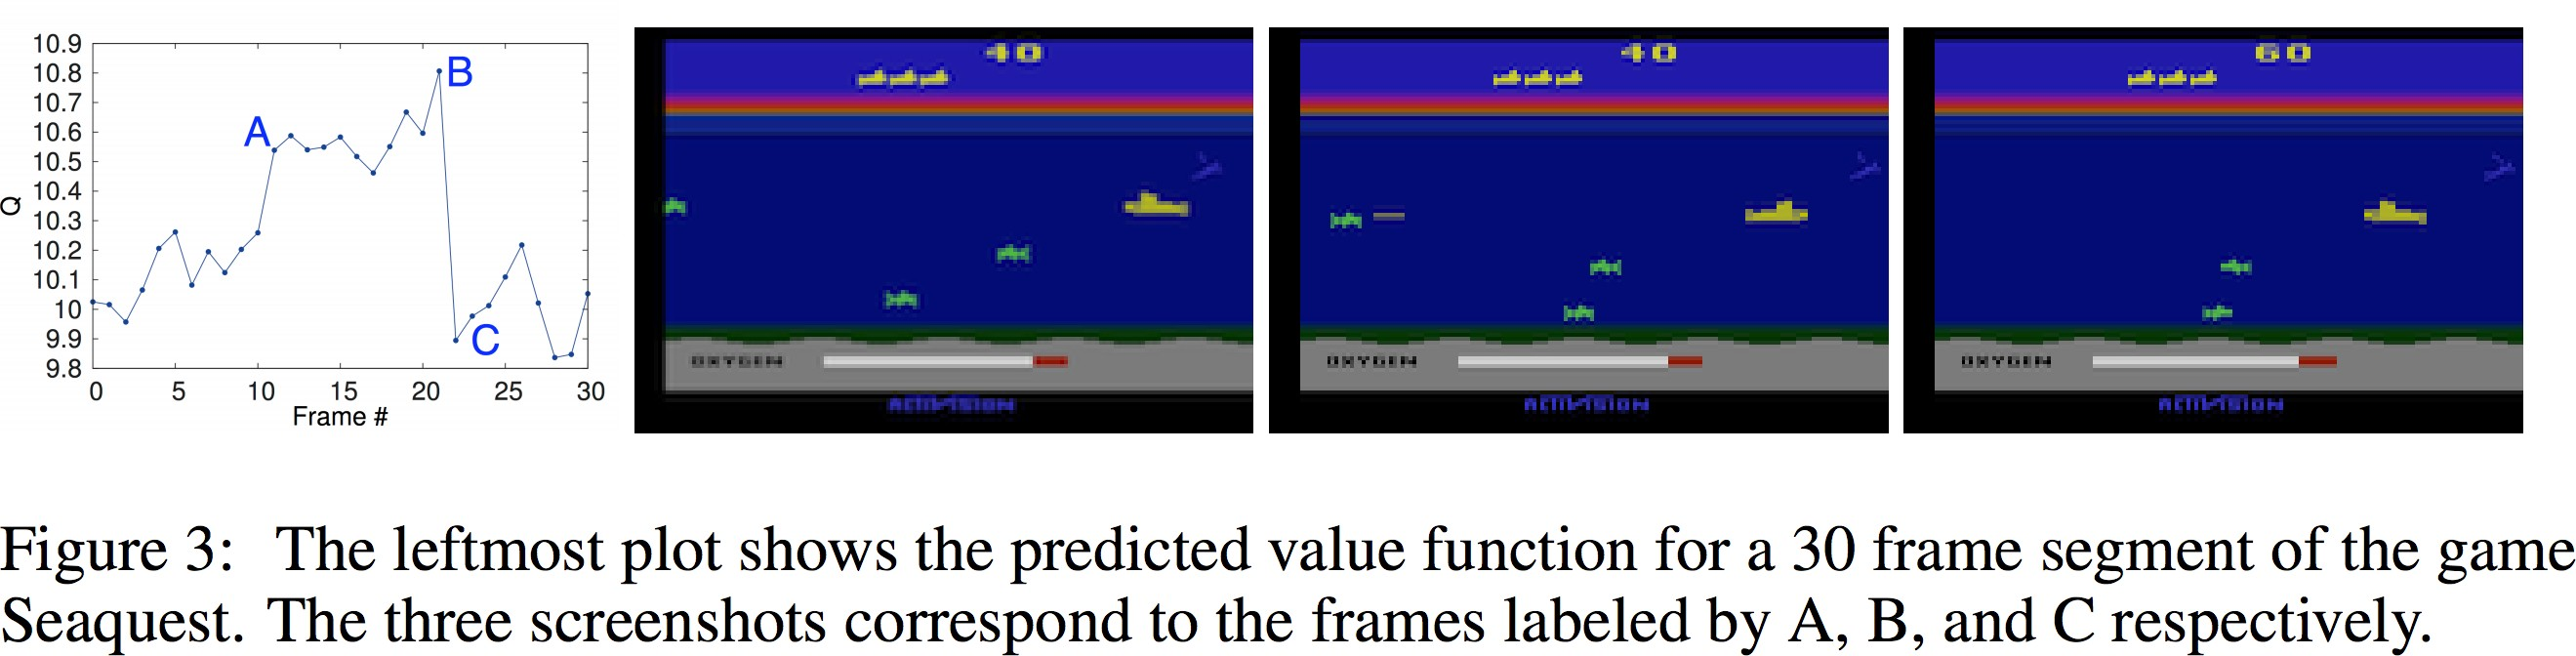 10.9
10.8
10.7
10.6
10.5
10.4
10.3
10.2
10.1
10
9.9
9.8
Q
A
B
C
0 5 10 15 20 25 30
Frame #
40
OXYGEN
ACTIVISION
40
OXYGEN
ACTIVISION
60
OXYGEN
ACTIVISION
Figure 3: The leftmost plot shows the predicted value function for a 30 frame segment of the game
Seaquest. The three screenshots correspond to the frames labeled by A, B, and C respectively.